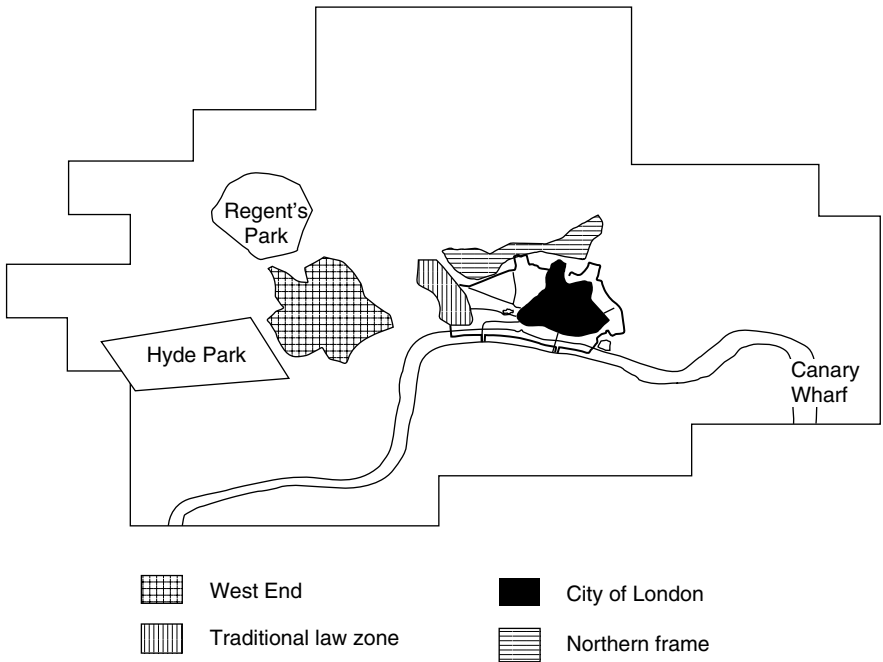 Regent's
Park
Hyde Park
Canary
Wharf
West End
City of London
Traditional law zone
Northern frame